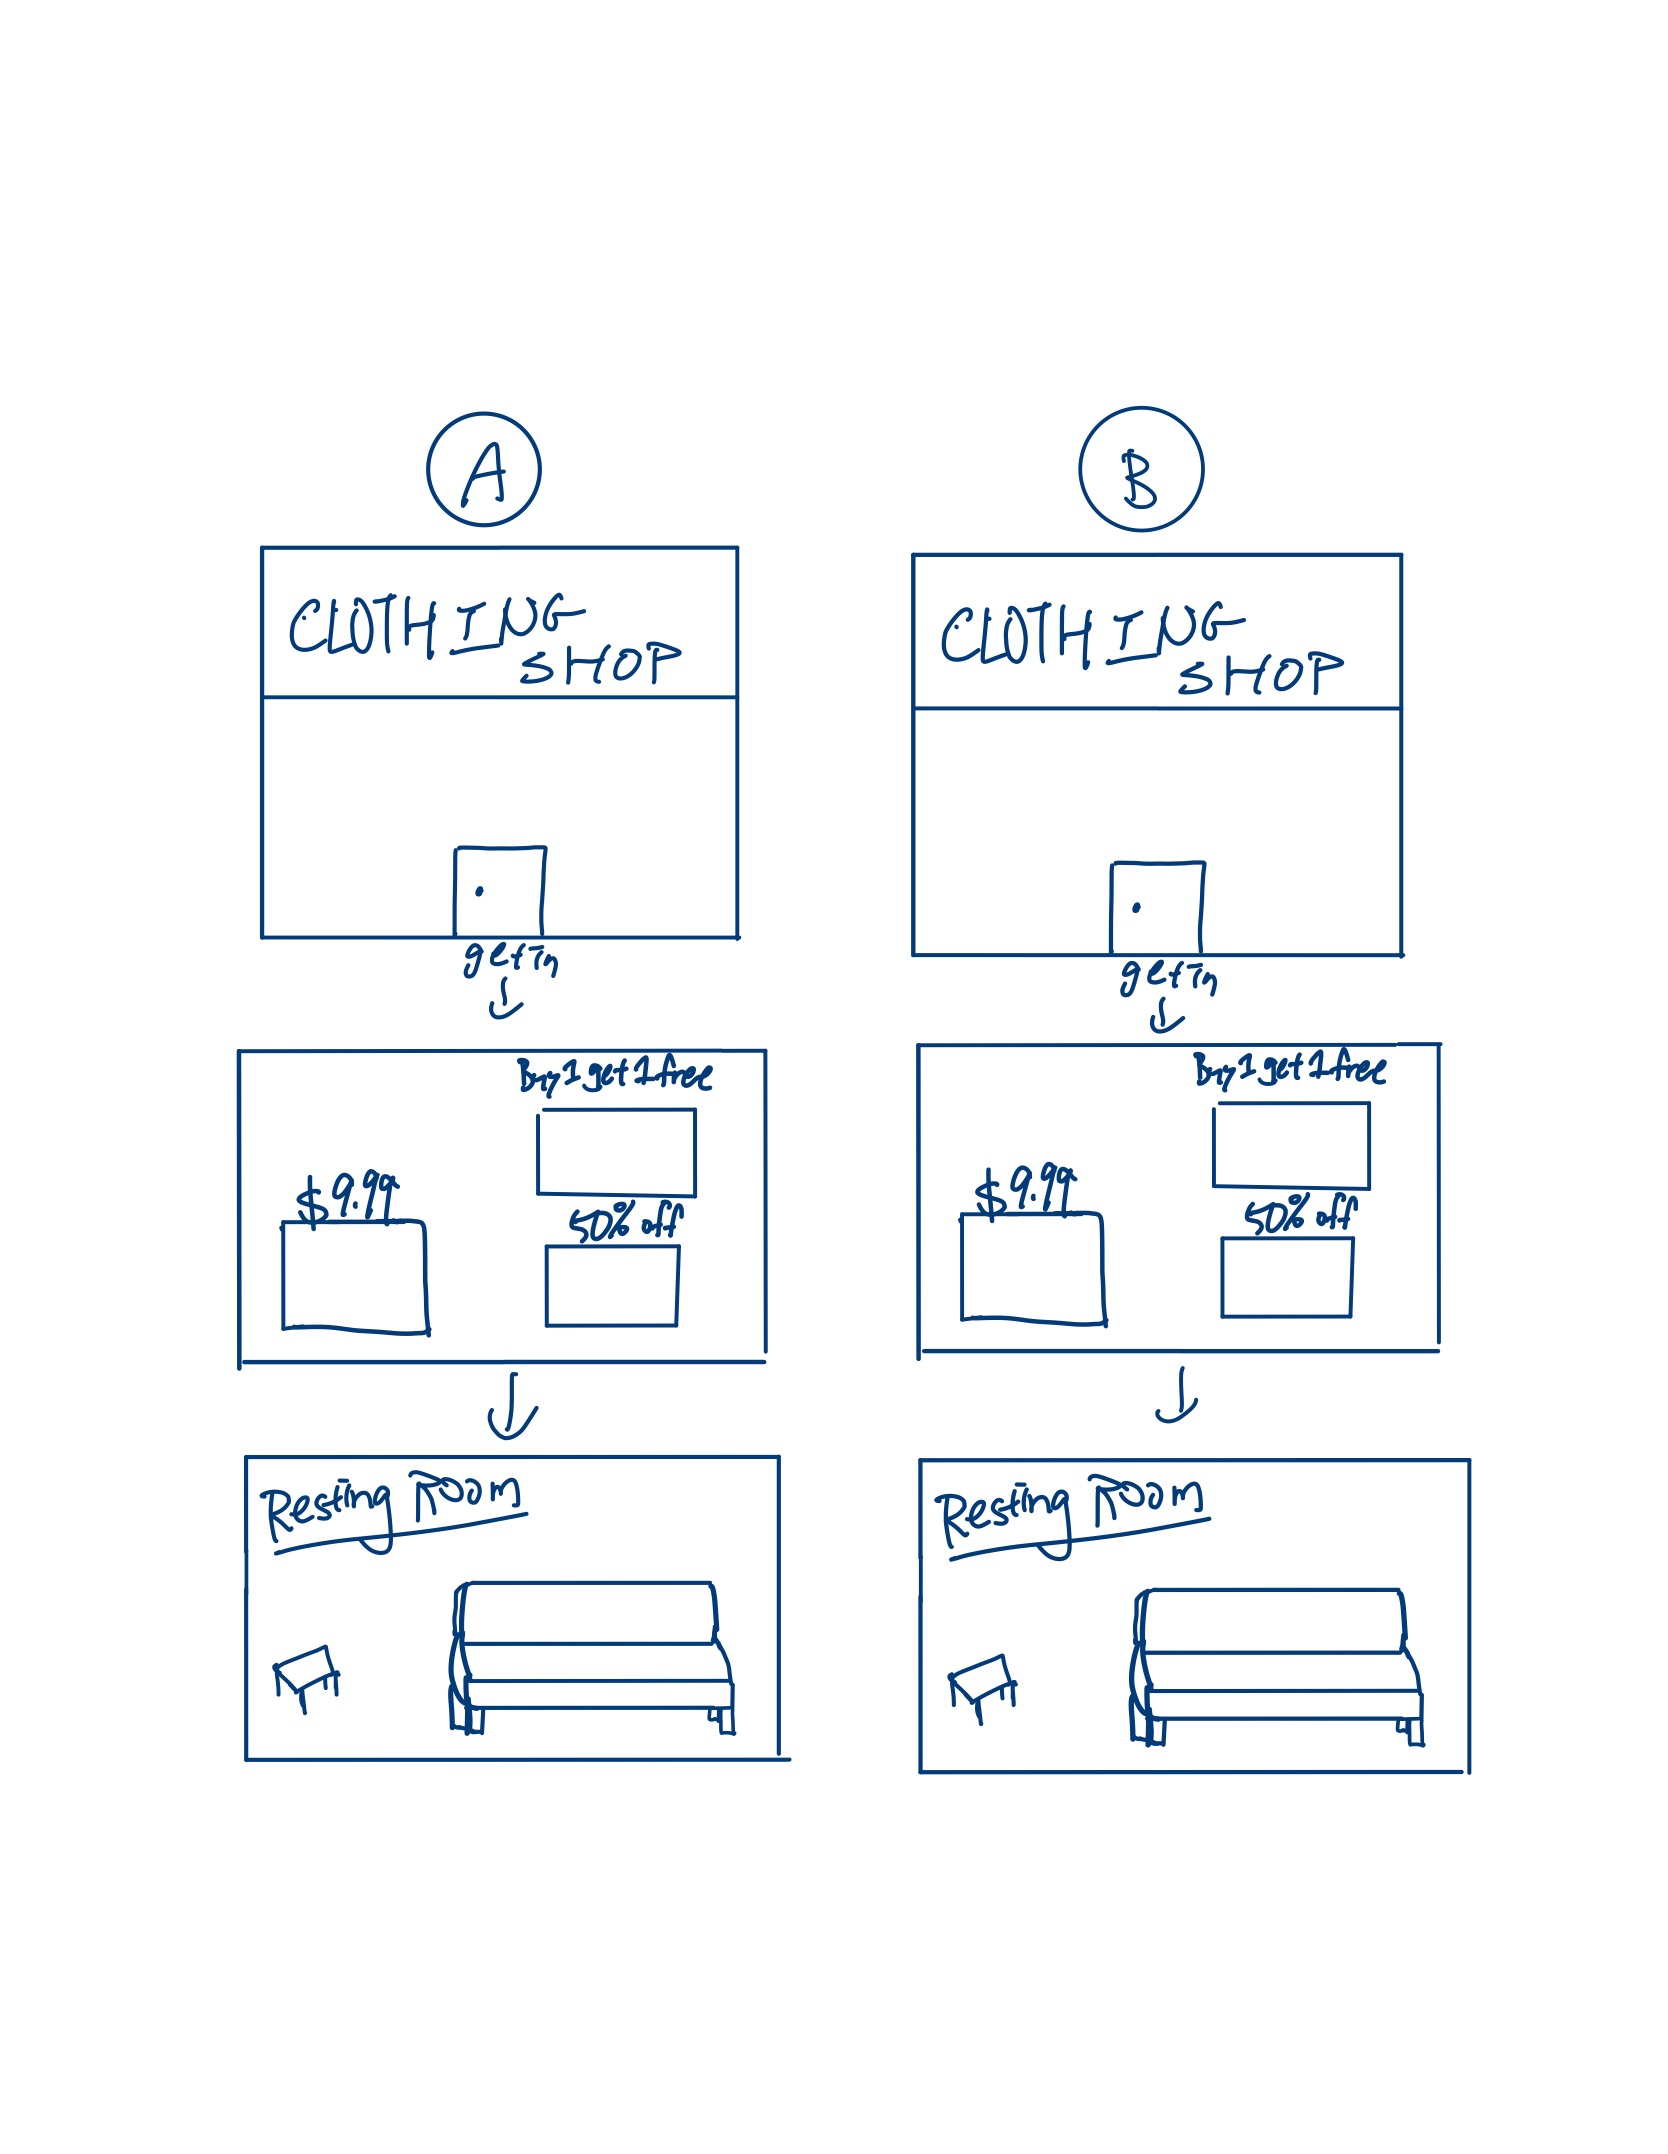 A
CLOTHING
SHOP
get in
Buy 1 get 1 free
$9.99
50% off
Resting Room
B
CLOTHING
SHOP
get in
Buy 1 get 1 free
$9.99
50% off
Resting Room